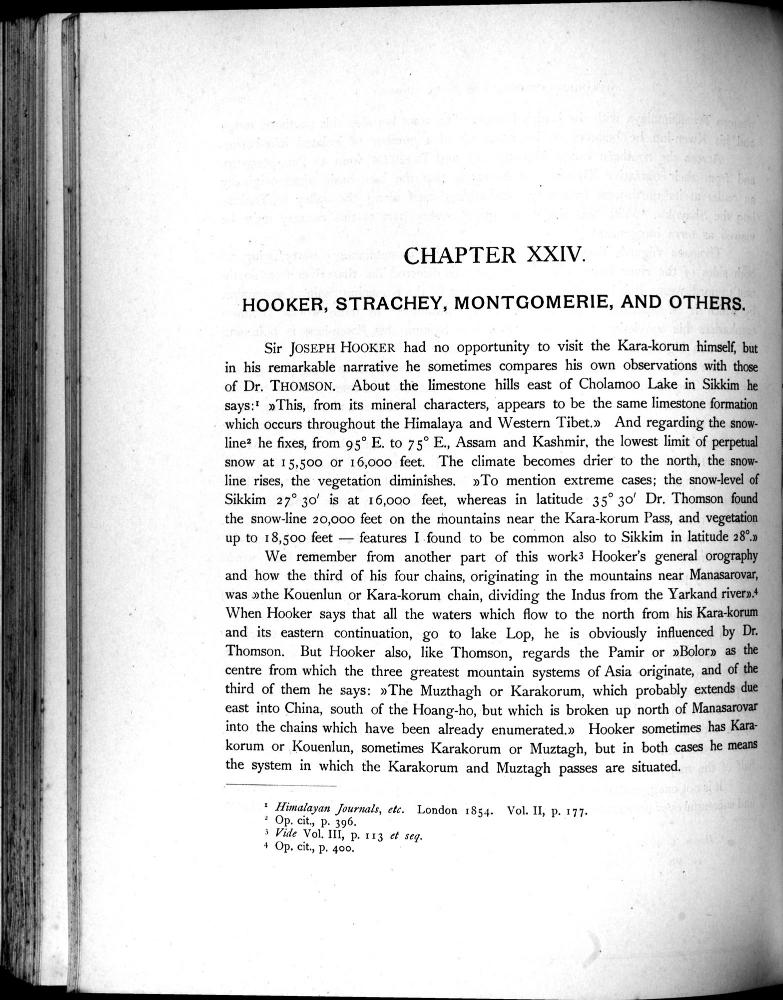 CHAPTER XXIV.
HOOKER, STRACHEY, MONTGOMERIE, AND OTHERS.
Sir JOSEPH HOOKER had no opportunity to visit the Kara-korum himself, but
in his remarkable narrative he sometimes compares his own observations with those
of Dr. THOMSON. About the limestone hills east of Cholamoo Lake in Sikkim he
says:¹ »This, from its mineral characters, appears to be the same limestone formation
which occurs throughout the Himalaya and Western Tibet.» And regarding the snow-
line² he fixes, from 95° E. to 75° E., Assam and Kashmir, the lowest limit of perpetual
snow at 15,500 or 16,000 feet. The climate becomes drier to the north, the snow-
line rises, the vegetation diminishes. »To mention extreme cases; the snow-level of
Sikkim 27° 30′ is at 16,000 feet, whereas in latitude 35° 30′ Dr. Thomson found
the snow-line 20,000 feet on the mountains near the Kara-korum Pass, and vegetation
up to 18,500 feet — features I found to be common also to Sikkim in latitude 28°.»
We remember from another part of this work³ Hooker's general orography
and how the third of his four chains, originating in the mountains near Manasarovar,
was »the Kouenlun or Kara-korum chain, dividing the Indus from the Yarkand river».⁴
When Hooker says that all the waters which flow to the north from his Kara-korum
and its eastern continuation, go to lake Lop, he is obviously influenced by Dr.
Thomson. But Hooker also, like Thomson, regards the Pamir or »Bolor» as the
centre from which the three greatest mountain systems of Asia originate, and of the
third of them he says: »The Muzthagh or Karakorum, which probably extends due
east into China, south of the Hoang-ho, but which is broken up north of Manasarovar
into the chains which have been already enumerated.» Hooker sometimes has Kara-
korum or Kouenlun, sometimes Karakorum or Muztagh, but in both cases he means
the system in which the Karakorum and Muztagh passes are situated.
¹ Himalayan Journals, etc. London 1854. Vol. II, p. 177.
² Op. cit., p. 396.
³ Vide Vol. III, p. 113 et seq.
⁴ Op. cit., p. 400.